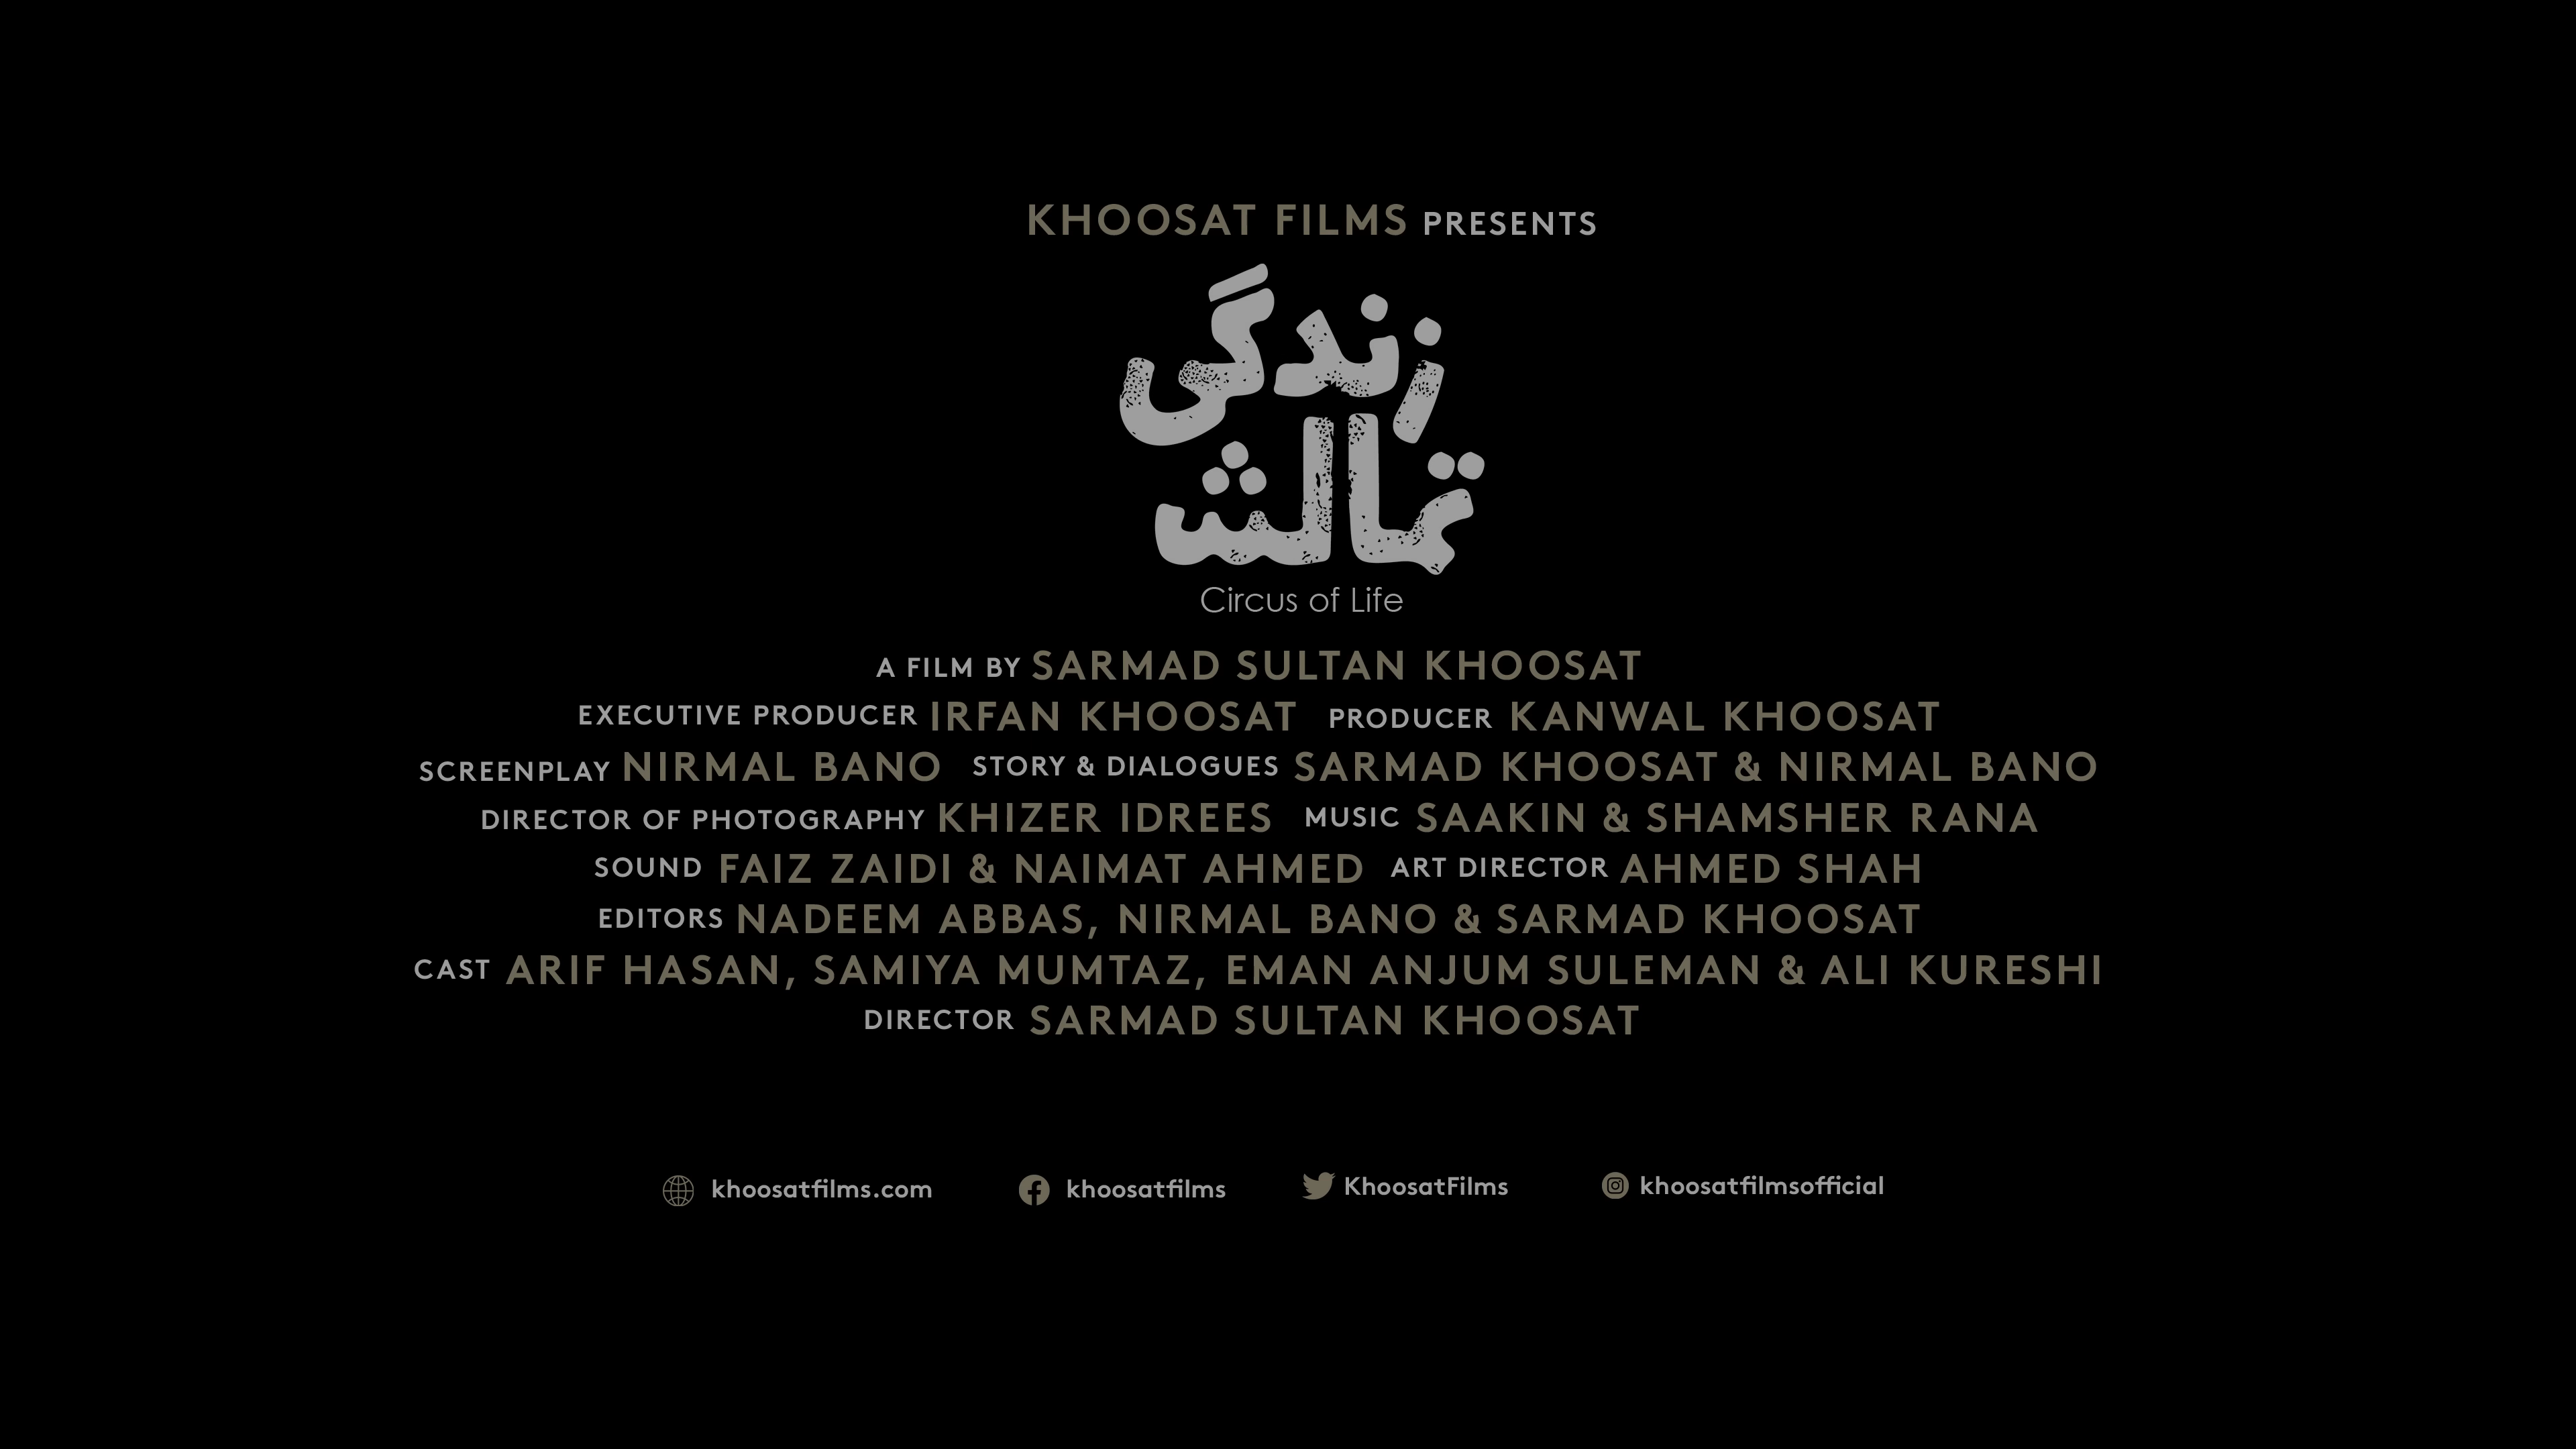 KHOOSAT FILMS PRESENTS
زندگی
تماشا
Circus of Life
A FILM BY SARMAD SULTAN KHOOSAT
EXECUTIVE PRODUCER IRFAN KHOOSAT PRODUCER KANWAL KHOOSAT
SCREENPLAY NIRMAL BANO STORY & DIALOGUES SARMAD KHOOSAT & NIRMAL BANO
DIRECTOR OF PHOTOGRAPHY KHIZER IDREES MUSIC SAAKIN & SHAMSHER RANA
SOUND FAIZ ZAIDI & NAIMAT AHMED ART DIRECTOR AHMED SHAH
EDITORS NADEEM ABBAS, NIRMAL BANO & SARMAD KHOOSAT
CAST ARIF HASAN, SAMIYA MUMTAZ, EMAN ANJUM SULEMAN & ALI KURESHI
DIRECTOR SARMAD SULTAN KHOOSAT
khoosatfilms.com khoosatfilms KhoosatFilms khoosatfilmsofficial